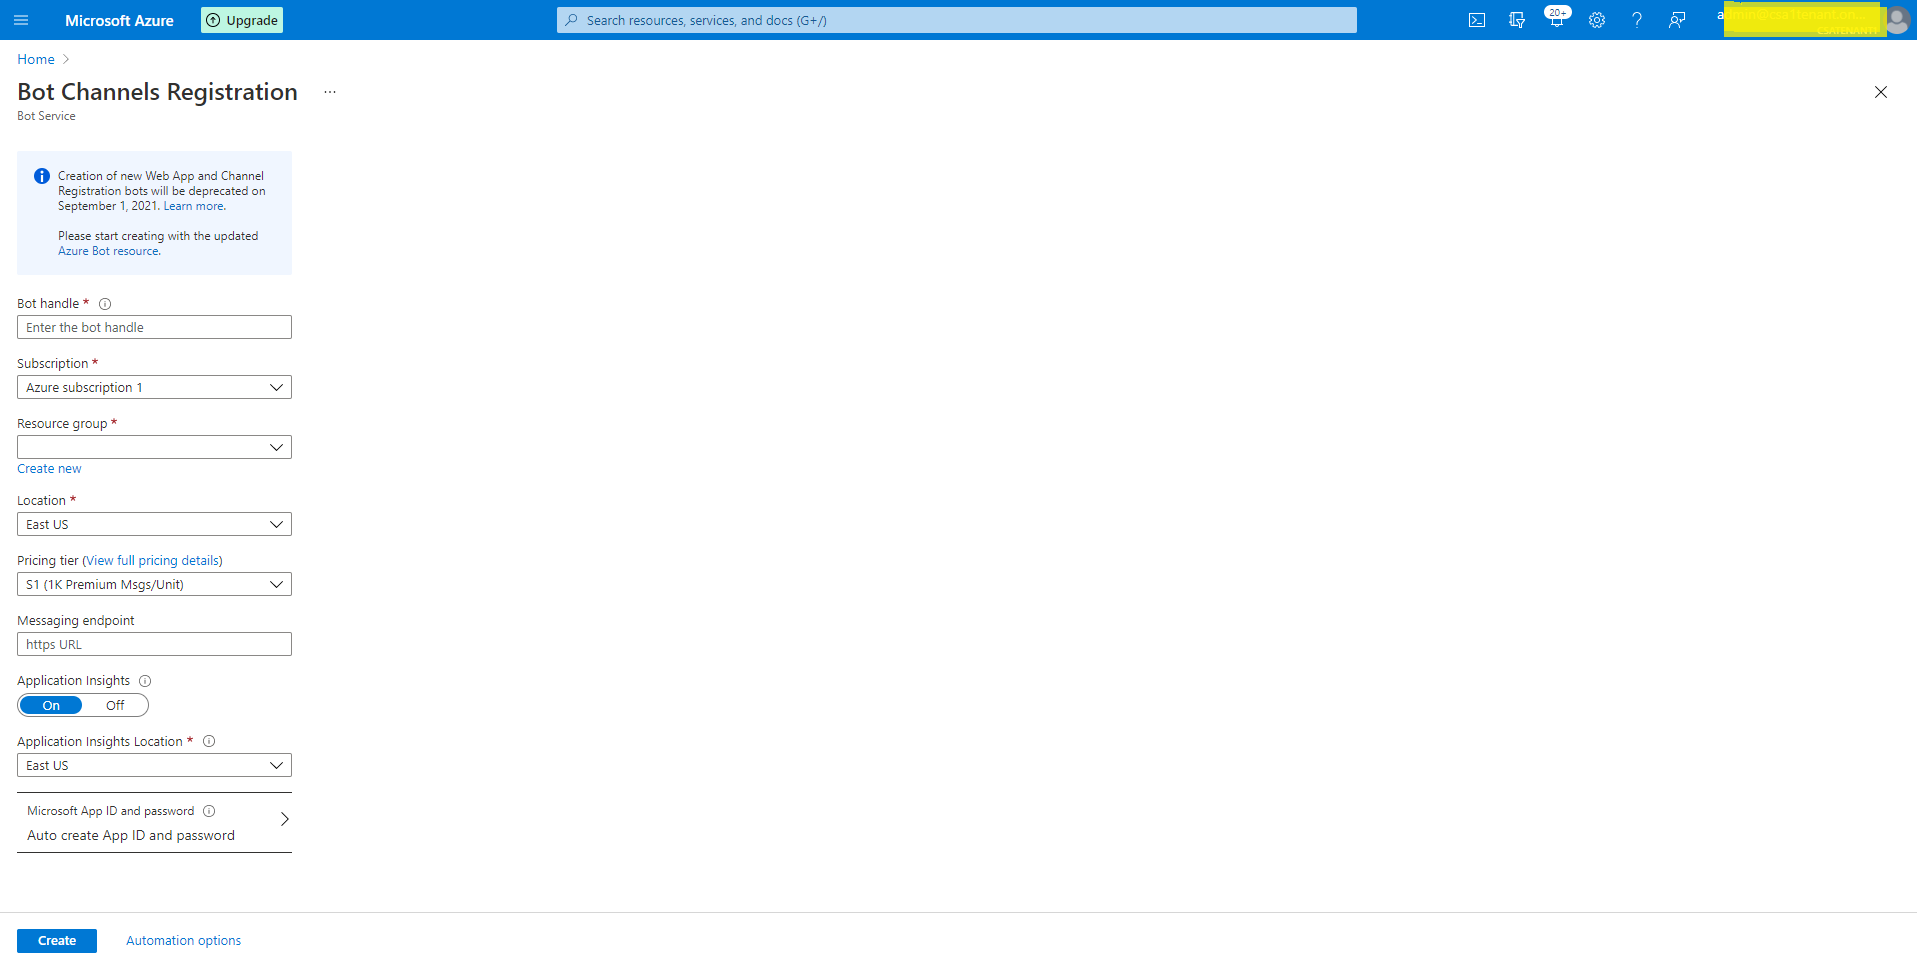 Microsoft Azure
Upgrade
Search resources, services, and docs (G+/)
20+
admin@csa1tenant.on...
Home
Bot Channels Registration ...
Bot Service
Creation of new Web App and Channel
Registration bots will be deprecated on
September 1, 2021. Learn more.
Please start creating with the updated
Azure Bot resource.
Bot handle *
Enter the bot handle
Subscription *
Azure subscription 1
Resource group *
Create new
Location *
East US
Pricing tier (View full pricing details)
S1 (1K Premium Msgs/Unit)
Messaging endpoint
https URL
Application Insights
On Off
Application Insights Location *
East US
Microsoft App ID and password
Auto create App ID and password
Create Automation options